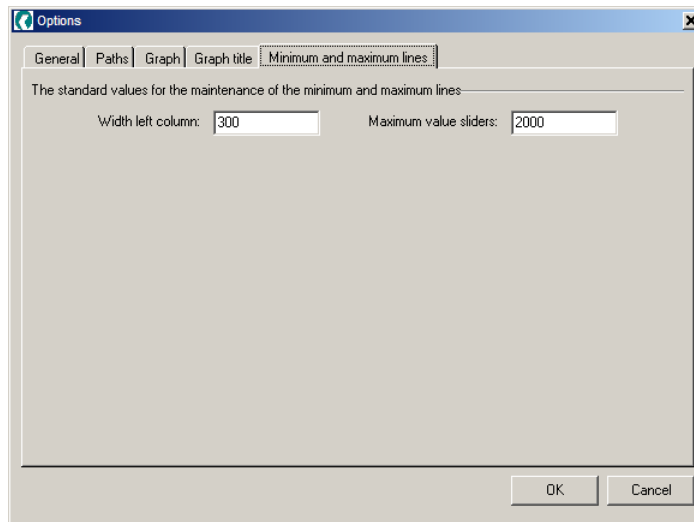 Options
General Paths Graph Graph title Minimum and maximum lines
The standard values for the maintenance of the minimum and maximum lines
Width left column: 300 Maximum value sliders: 2000
OK Cancel